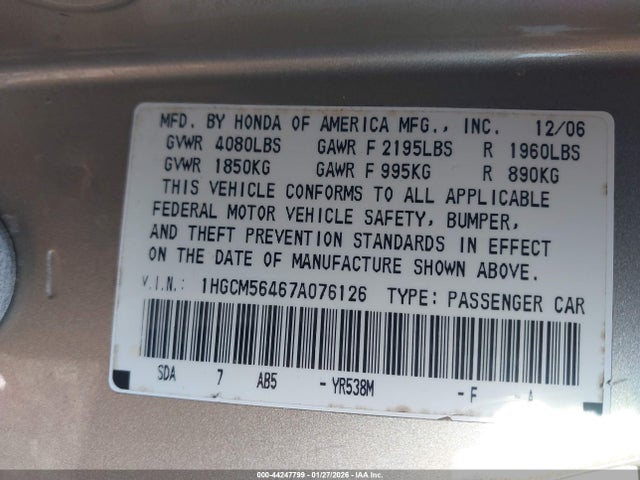 MFD. BY HONDA OF AMERICA MFG., INC. 12/06
GVWR 4080LBS GAWR F 2195LBS R 1960LBS
GVWR 1850KG GAWR F 995KG R 890KG
THIS VEHICLE CONFORMS TO ALL APPLICABLE
FEDERAL MOTOR VEHICLE SAFETY, BUMPER,
AND THEFT PREVENTION STANDARDS IN EFFECT
ON THE DATE OF MANUFACTURE SHOWN ABOVE.
V.I.N.: 1HGCM56467A076126 TYPE: PASSENGER CAR
SDA 7 AB5 - YR538M - F - A
000-44247799 | 01/27/2026 - IAA Inc.